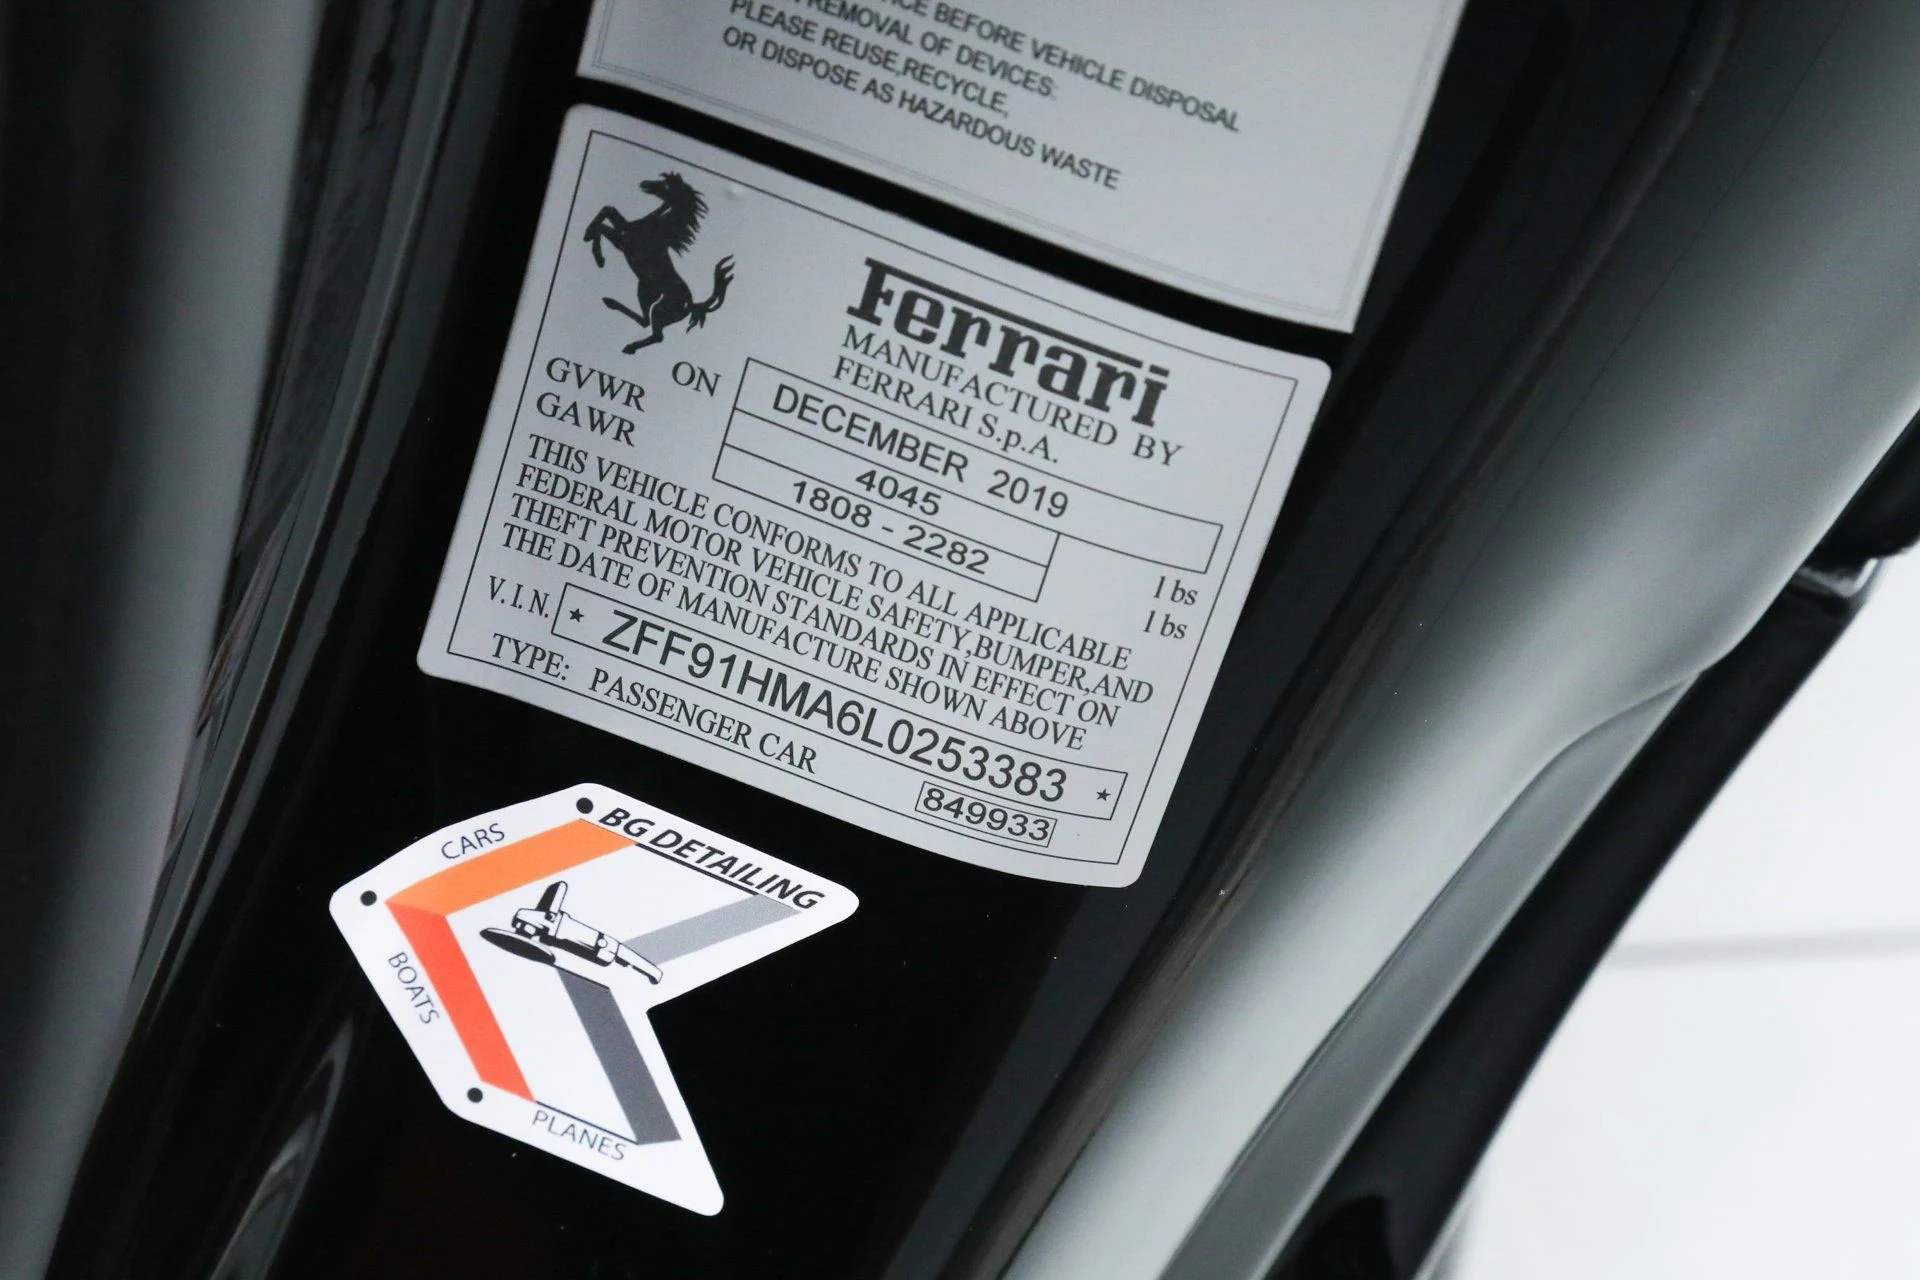 BEFORE VEHICLE DISPOSAL
REMOVAL OF DEVICES:
PLEASE REUSE,RECYCLE,
OR DISPOSE AS HAZARDOUS WASTE
Ferrari
MANUFACTURED BY
FERRARI S.p.A.
ON DECEMBER 2019
GVWR 4045 lbs
GAWR 1808 - 2282 lbs
THIS VEHICLE CONFORMS TO ALL APPLICABLE
FEDERAL MOTOR VEHICLE SAFETY,BUMPER,AND
THEFT PREVENTION STANDARDS IN EFFECT ON
THE DATE OF MANUFACTURE SHOWN ABOVE
V.I.N. ★ ZFF91HMA6L0253383 ★
TYPE: PASSENGER CAR 849933
BG DETAILING
CARS
BOATS
PLANES